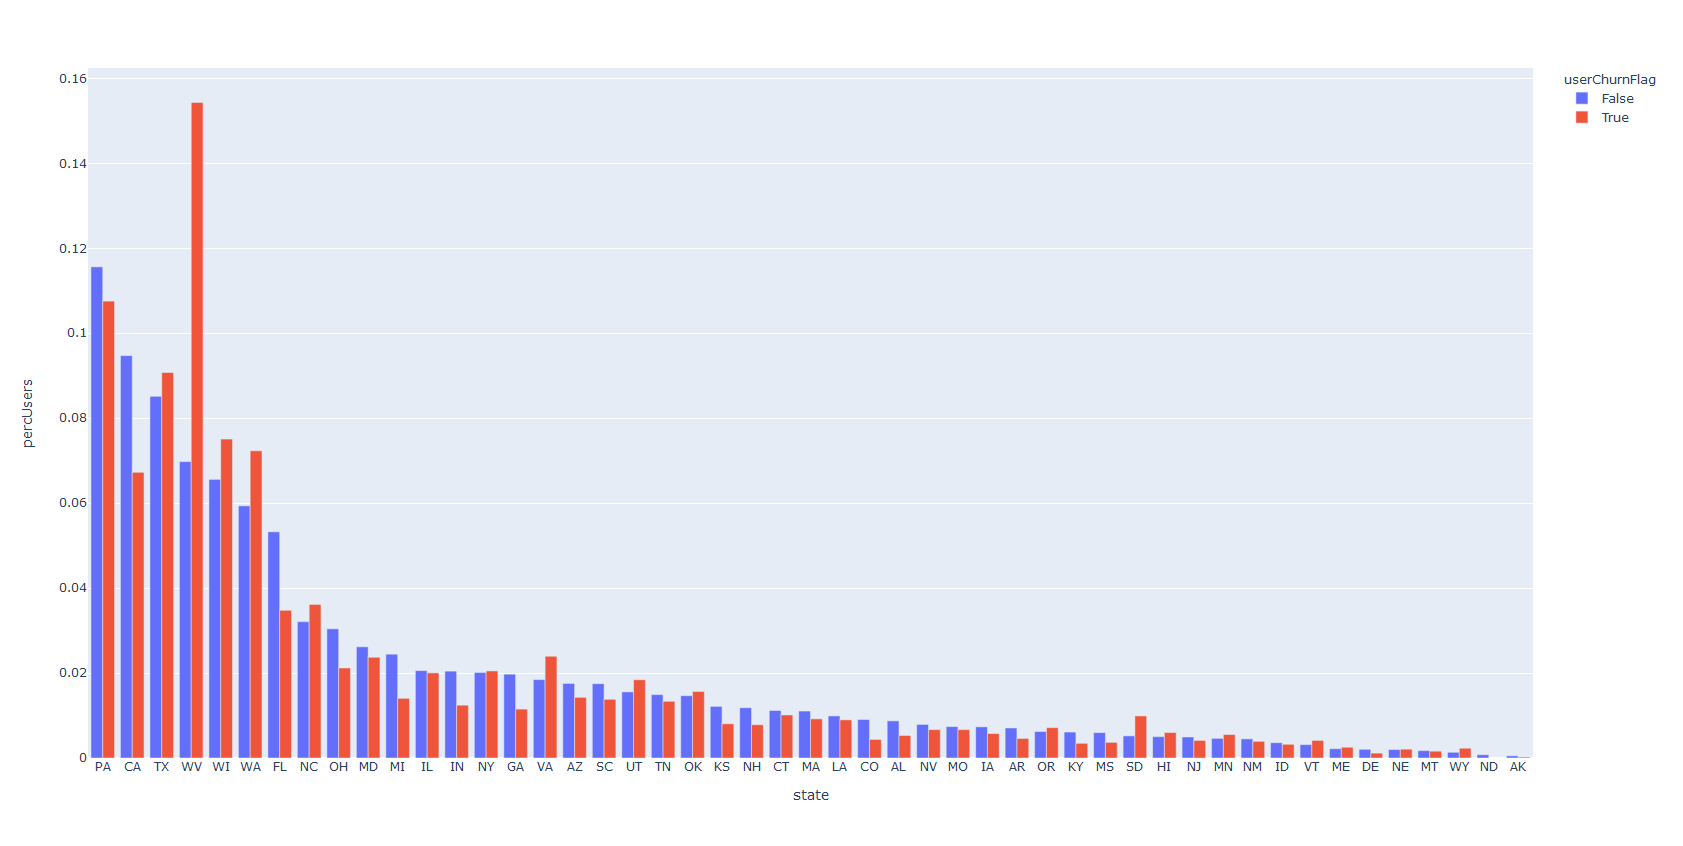 userChurnFlag
False
True
percUsers
0.16
0.14
0.12
0.1
0.08
0.06
0.04
0.02
0
PA CA TX WV WI WA FL NC OH MD MI IL IN NY GA VA AZ SC UT TN OK KS NH CT MA LA CO AL NV MO IA AR OR KY MS SD HI NJ MN NM ID VT ME DE NE MT WY ND AK
state